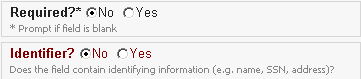 Required?* No Yes
* Prompt if field is blank
Identifier? No Yes
Does the field contain identifying information (e.g. name, SSN, address)?